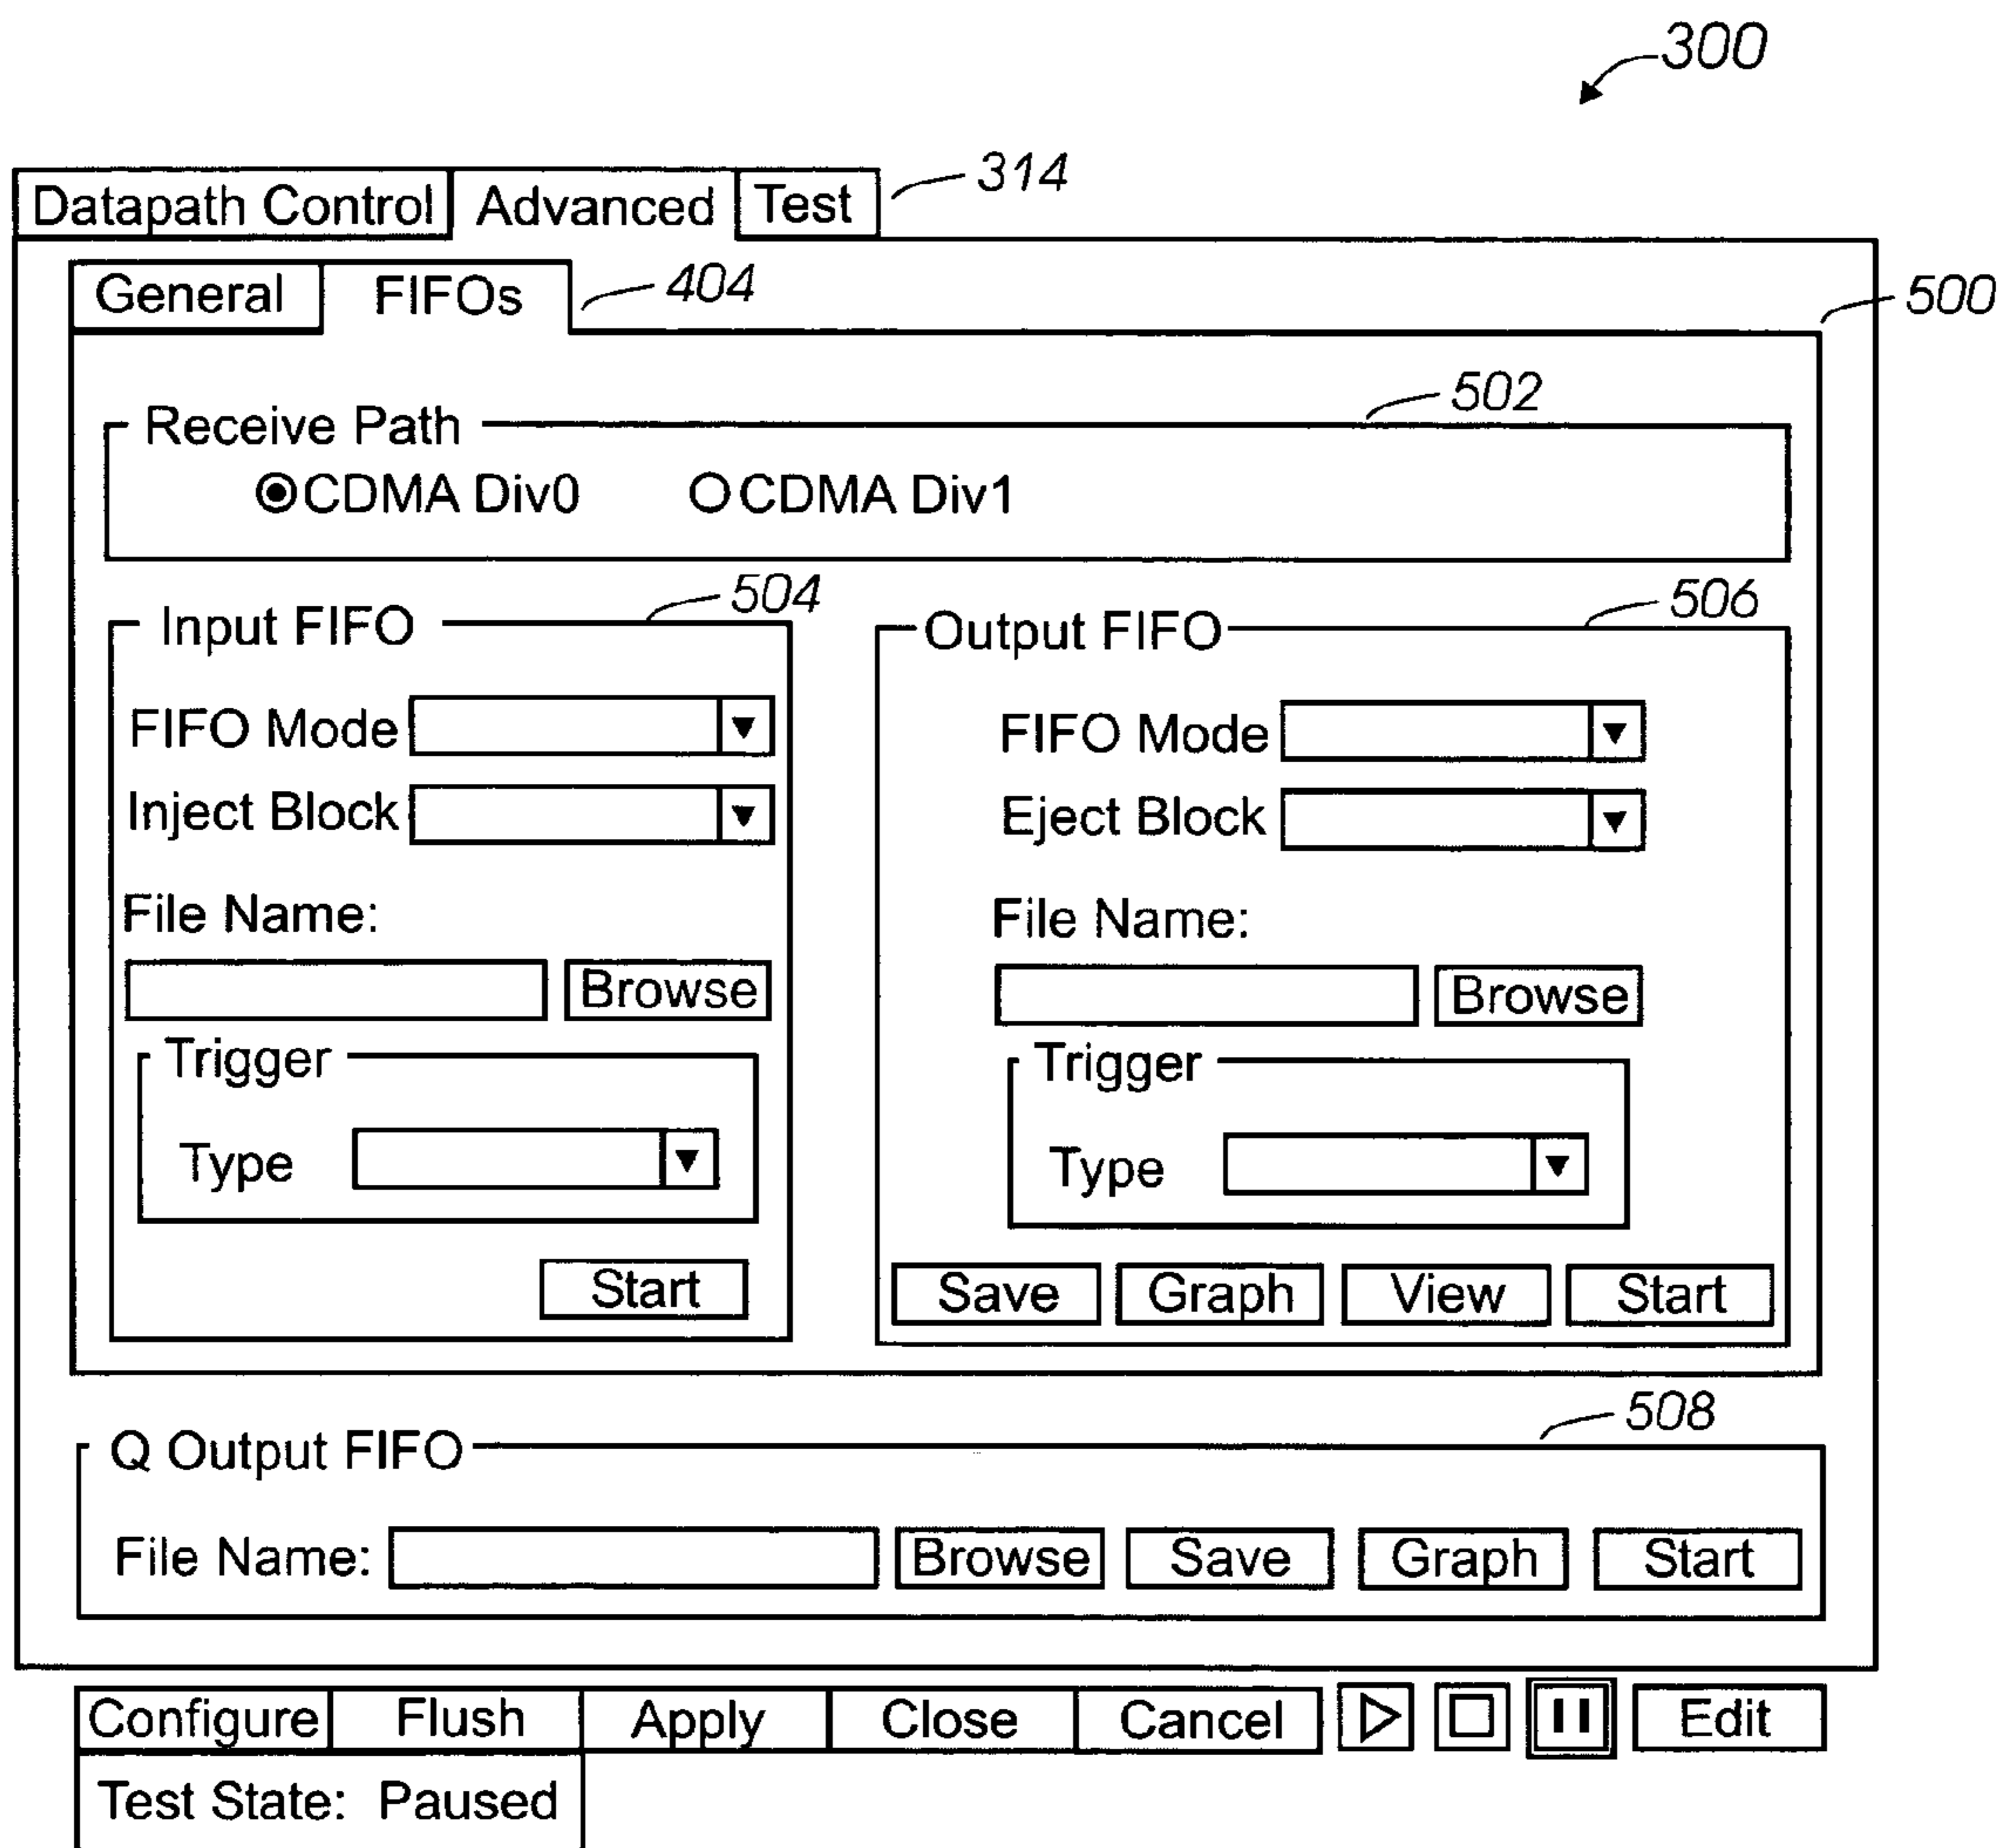 300
Datapath Control Advanced Test 314
General FIFOs 404
500
502
Receive Path
CDMA Div0 CDMA Div1
504
Input FIFO
FIFO Mode
Inject Block
File Name:
Browse
Trigger
Type
Start
506
Output FIFO
FIFO Mode
Eject Block
File Name:
Browse
Trigger
Type
Save Graph View Start
508
Q Output FIFO
File Name: Browse Save Graph Start
Configure Flush Apply Close Cancel Edit
Test State: Paused